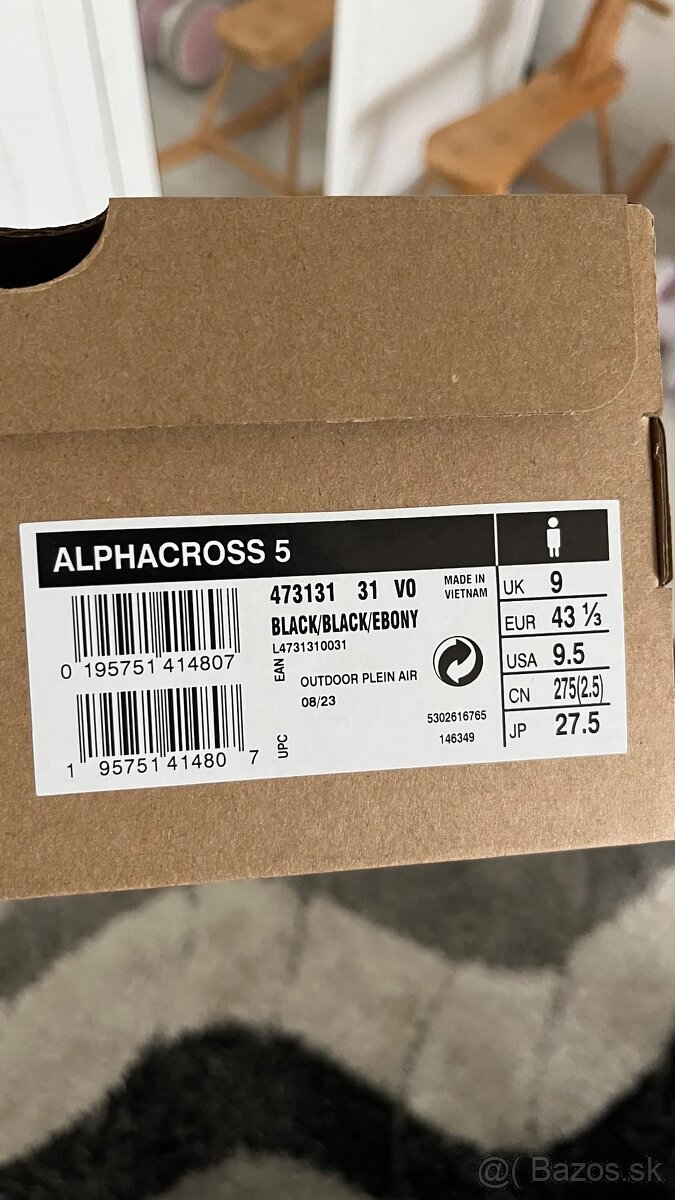 ALPHACROSS 5
473131 31 V0
MADE IN
VIETNAM
BLACK/BLACK/EBONY
L4731310031
EAN
0 195751 414807
OUTDOOR PLEIN AIR
08/23
UPC
1 95751 41480 7
5302616765
146349
UK 9
EUR 43 ⅓
USA 9.5
CN 275(2.5)
JP 27.5
@( Bazos.sk